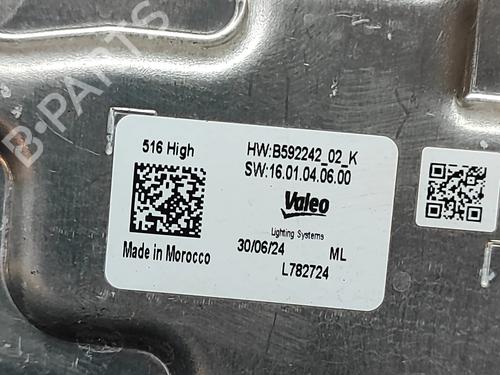 B-PARTS
516 High
HW:B592242_02_K
SW:16.01.04.06.00
Valeo
Lighting Systems
Made in Morocco
30/06/24 ML
L782724